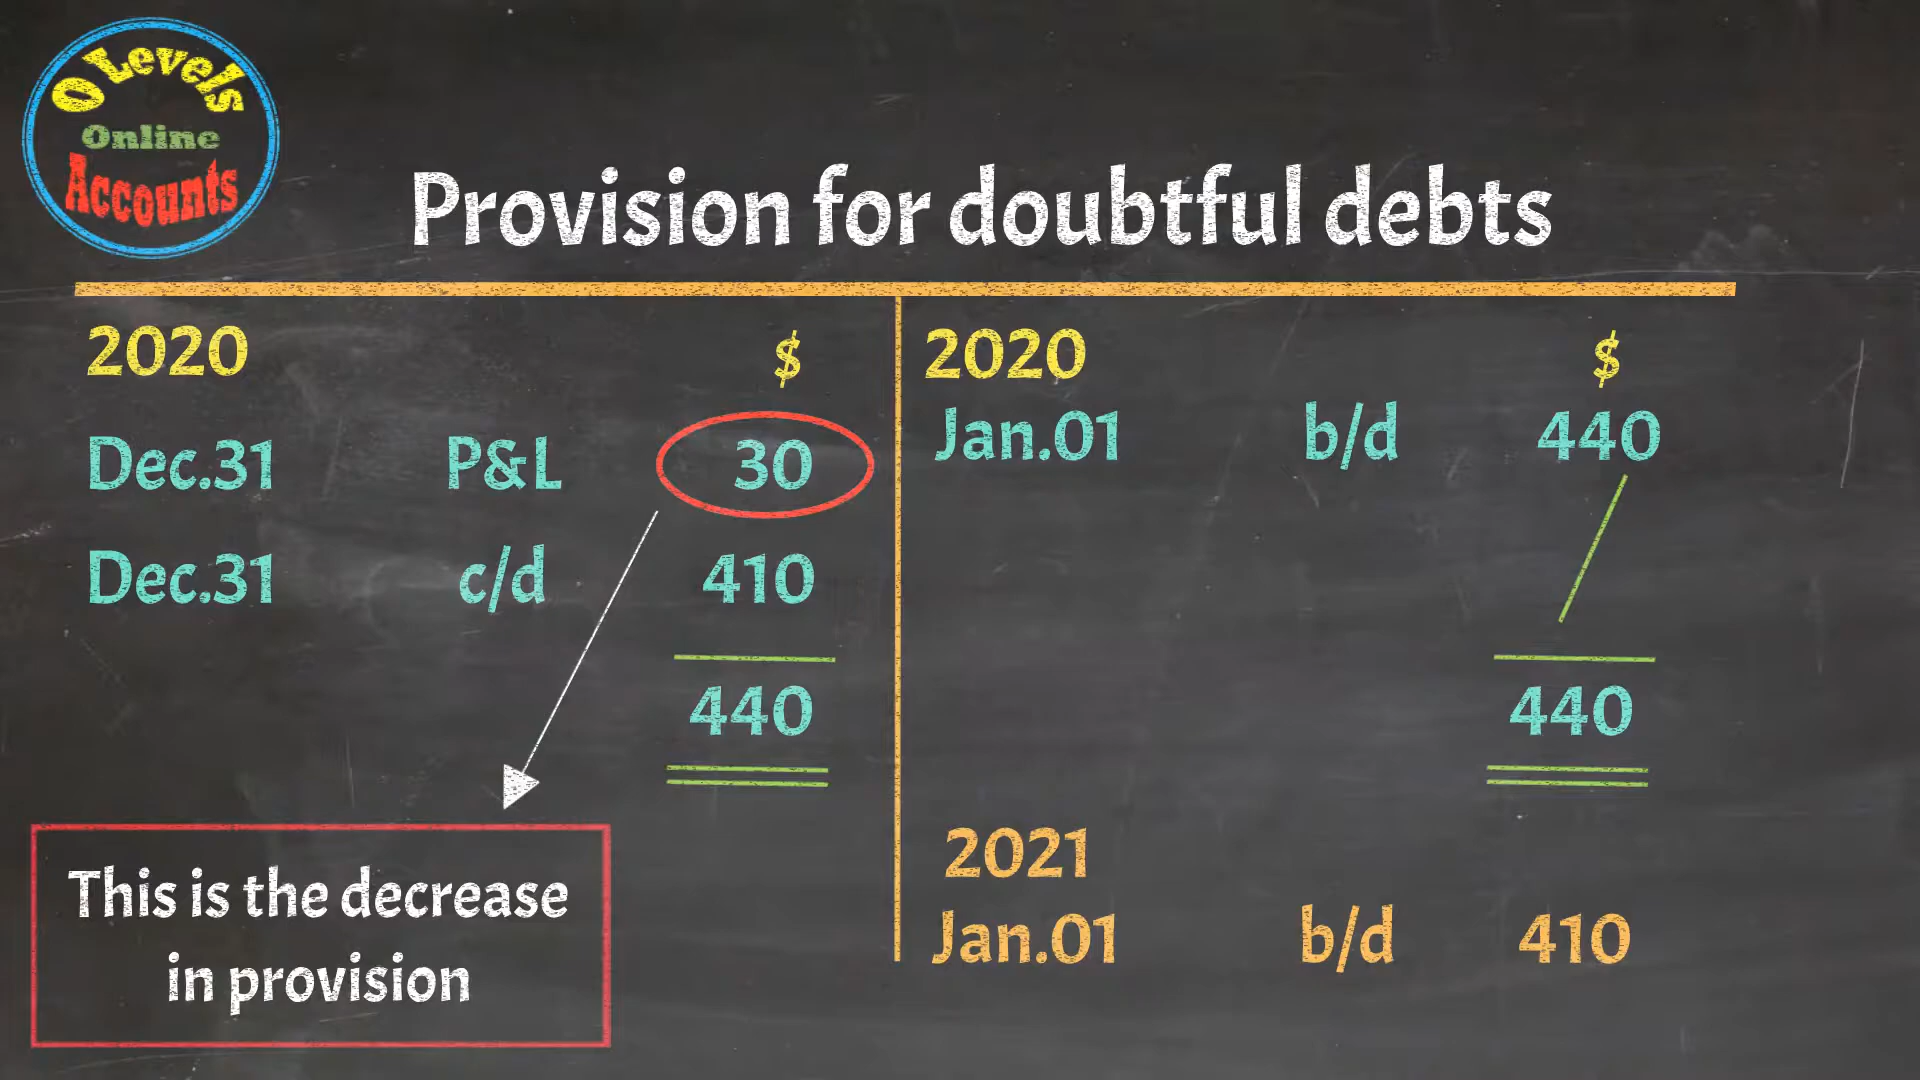 O Levels
Online
Accounts
Provision for doubtful debts
2020 $ 2020 $
Jan.01 b/d 440
Dec.31 P&L 30
Dec.31 c/d 410
440 440
2021
Jan.01 b/d 410
This is the decrease
in provision